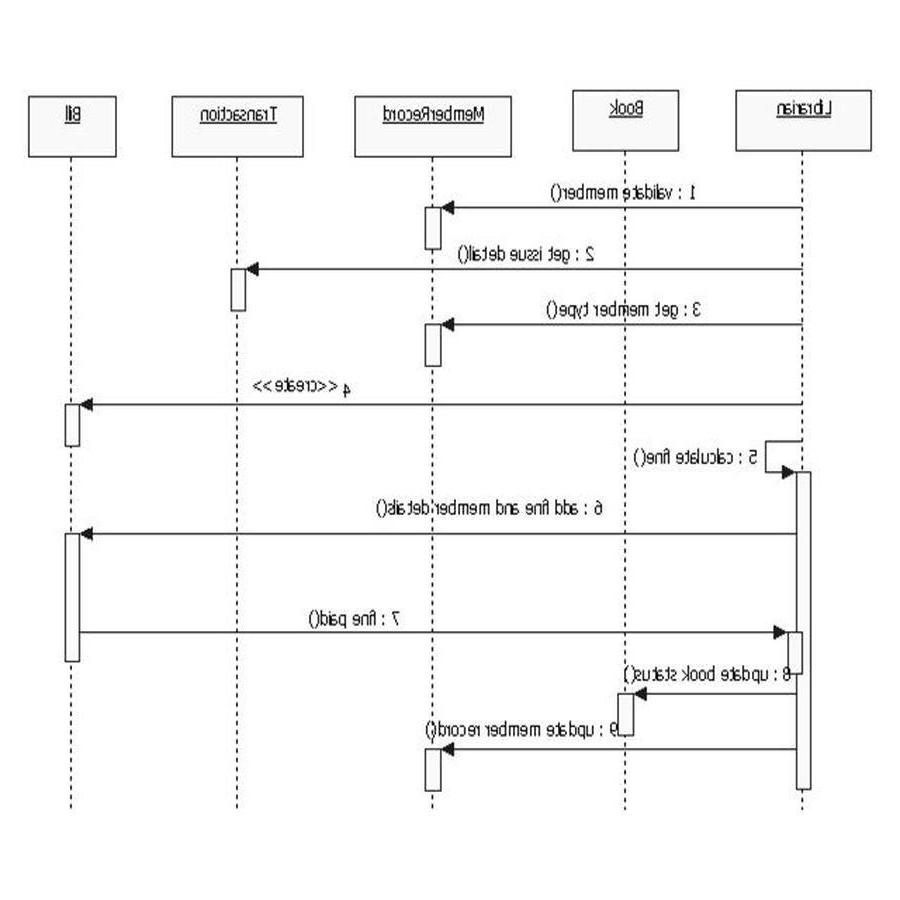 Librarian
Book
MemberRecord
Transaction
Bill
1 : validate member()
2 : get issue detail()
3 : get member type()
4 <<create>>
5 : calculate fine()
6 : add fine and member details()
7 : fine paid()
8 : update book status()
9 : update member record()